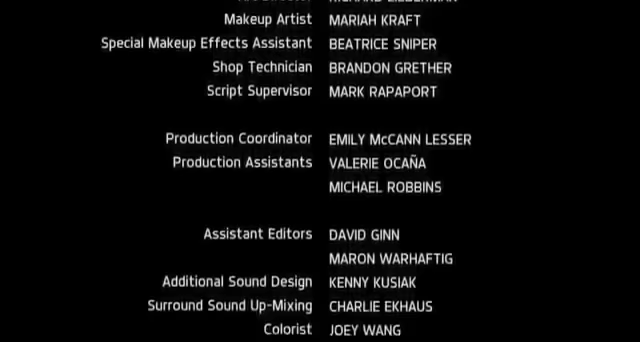 Makeup Artist MARIAH KRAFT
Special Makeup Effects Assistant BEATRICE SNIPER
Shop Technician BRANDON GRETHER
Script Supervisor MARK RAPAPORT
Production Coordinator EMILY McCANN LESSER
Production Assistants VALERIE OCAÑA
MICHAEL ROBBINS
Assistant Editors DAVID GINN
MARON WARHAFTIG
Additional Sound Design KENNY KUSIAK
Surround Sound Up-Mixing CHARLIE EKHAUS
Colorist JOEY WANG